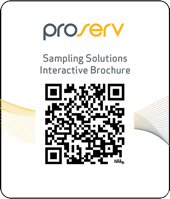 proserv
Sampling Solutions
Interactive Brochure